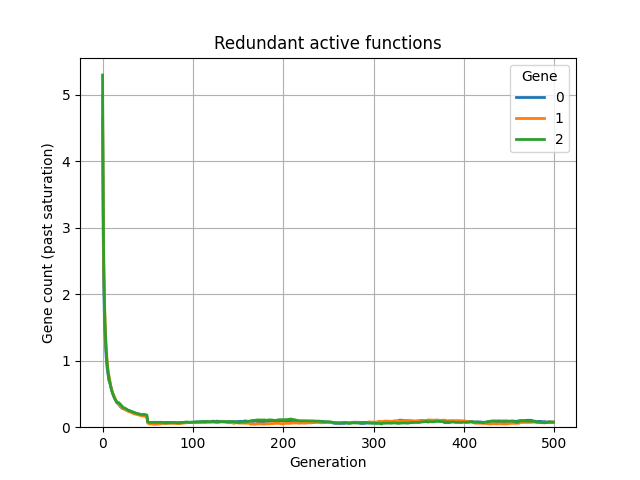 Redundant active functions
Gene
0
1
2
Gene count (past saturation)
5
4
3
2
1
0
0 100 200 300 400 500
Generation